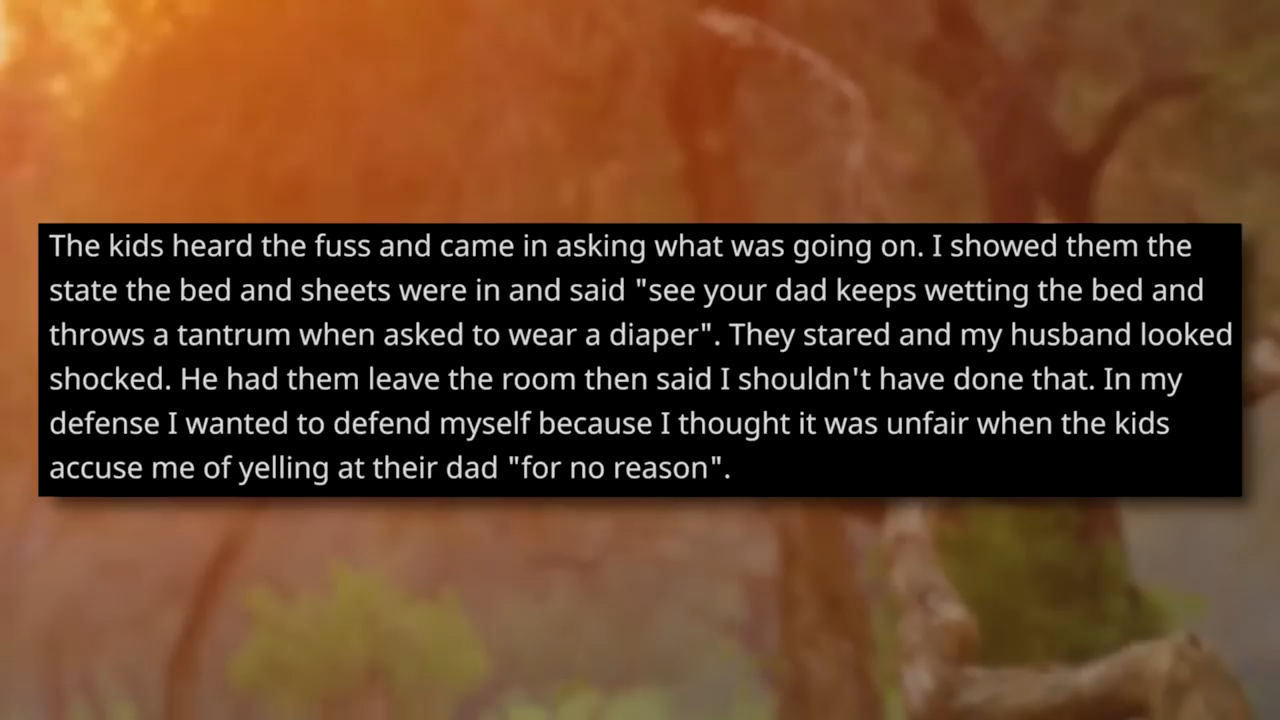 The kids heard the fuss and came in asking what was going on. I showed them the
state the bed and sheets were in and said "see your dad keeps wetting the bed and
throws a tantrum when asked to wear a diaper". They stared and my husband looked
shocked. He had them leave the room then said I shouldn't have done that. In my
defense I wanted to defend myself because I thought it was unfair when the kids
accuse me of yelling at their dad "for no reason".